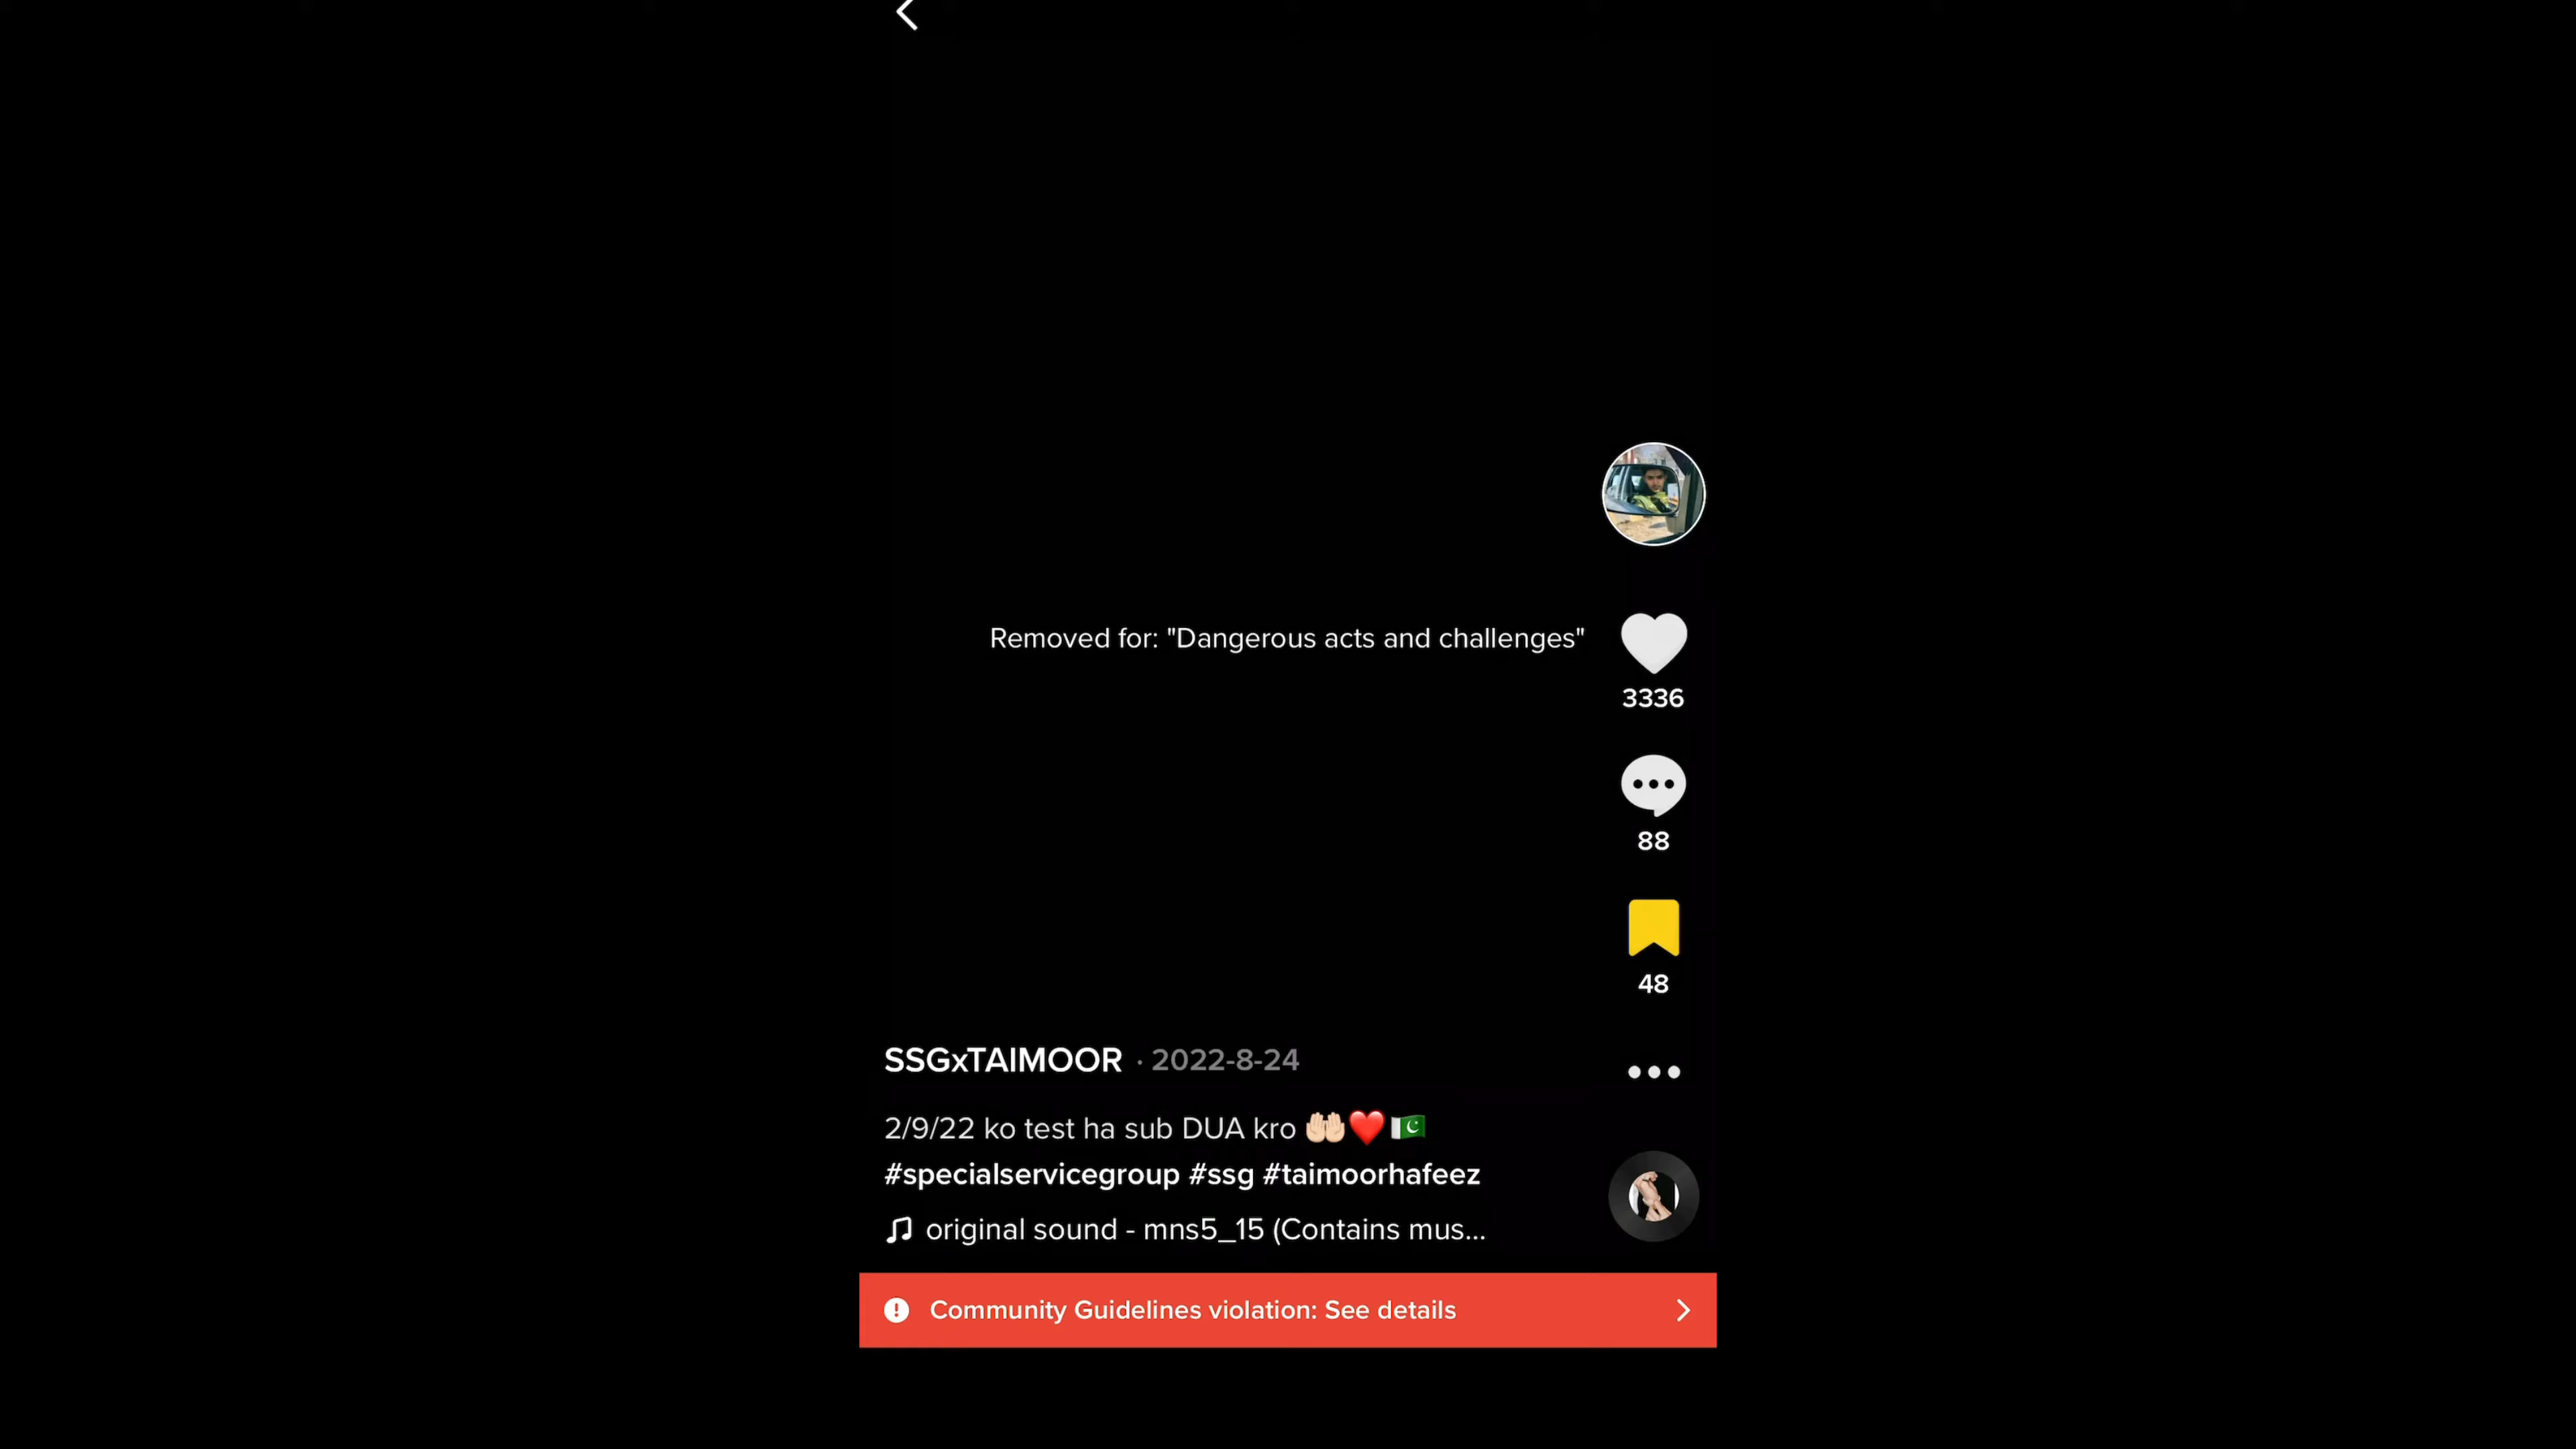 Removed for: "Dangerous acts and challenges"
3336
88
48
SSGxTAIMOOR · 2022-8-24
2/9/22 ko test ha sub DUA kro 🤲🏻❤️🇵🇰
#specialservicegroup #ssg #taimoorhafeez
original sound - mns5_15 (Contains mus...
Community Guidelines violation: See details